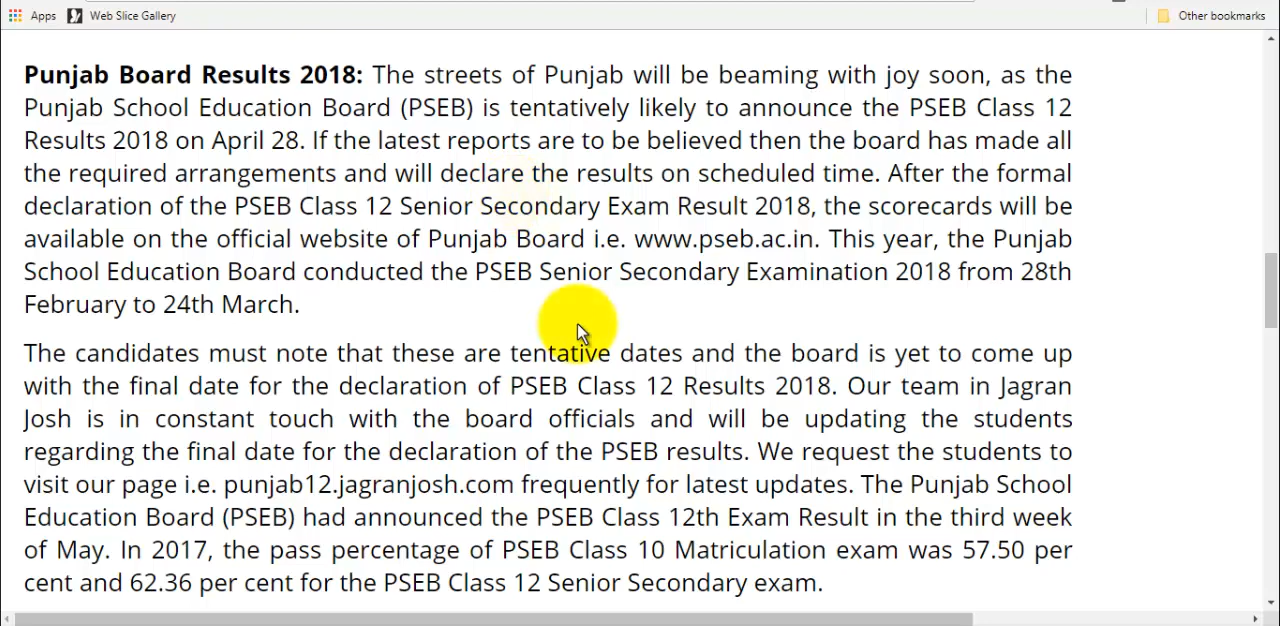 Apps Web Slice Gallery Other bookmarks
Punjab Board Results 2018: The streets of Punjab will be beaming with joy soon, as the
Punjab School Education Board (PSEB) is tentatively likely to announce the PSEB Class 12
Results 2018 on April 28. If the latest reports are to be believed then the board has made all
the required arrangements and will declare the results on scheduled time. After the formal
declaration of the PSEB Class 12 Senior Secondary Exam Result 2018, the scorecards will be
available on the official website of Punjab Board i.e. www.pseb.ac.in. This year, the Punjab
School Education Board conducted the PSEB Senior Secondary Examination 2018 from 28th
February to 24th March.
The candidates must note that these are tentative dates and the board is yet to come up
with the final date for the declaration of PSEB Class 12 Results 2018. Our team in Jagran
Josh is in constant touch with the board officials and will be updating the students
regarding the final date for the declaration of the PSEB results. We request the students to
visit our page i.e. punjab12.jagranjosh.com frequently for latest updates. The Punjab School
Education Board (PSEB) had announced the PSEB Class 12th Exam Result in the third week
of May. In 2017, the pass percentage of PSEB Class 10 Matriculation exam was 57.50 per
cent and 62.36 per cent for the PSEB Class 12 Senior Secondary exam.